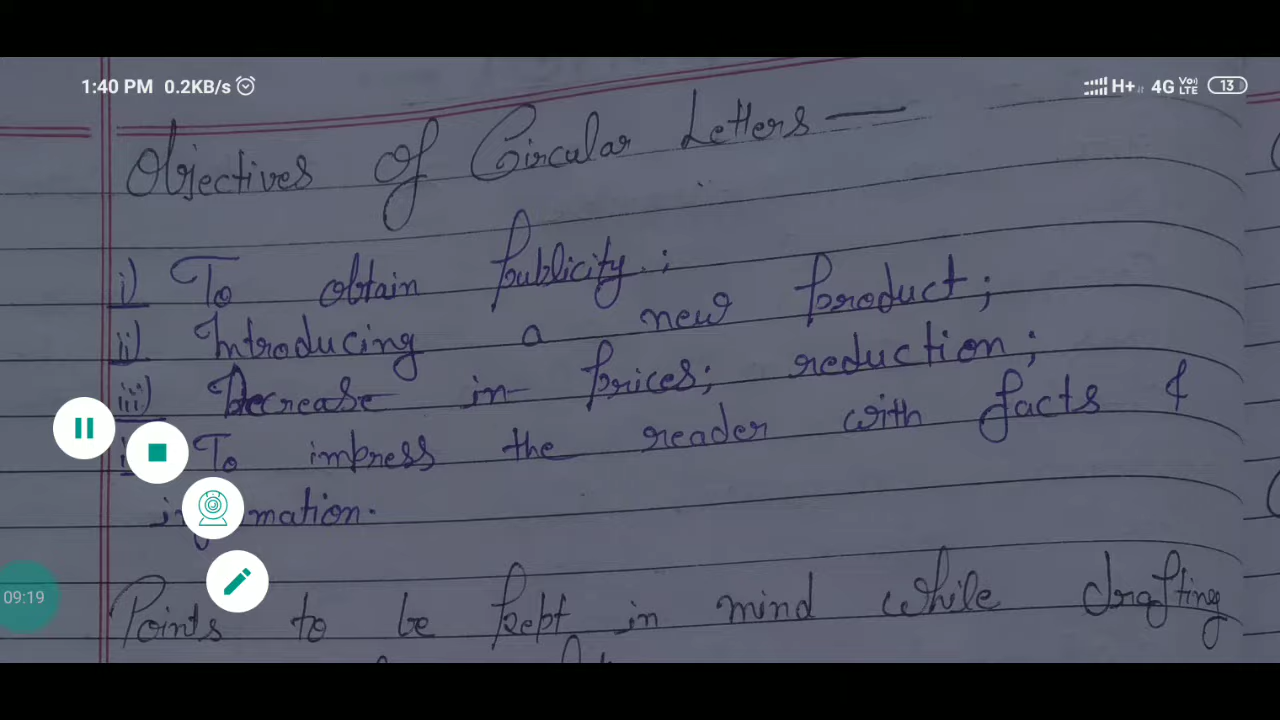 1:40 PM 0.2KB/s H+ 4G VoLTE 13
Objectives Of Circular Letters —
i) To obtain publicity.;
ii) Introducing a new product;
iii) Decrease in prices; reduction;
To impress the reader with facts &
mation.
09:19
Points to be kept in mind while drafting